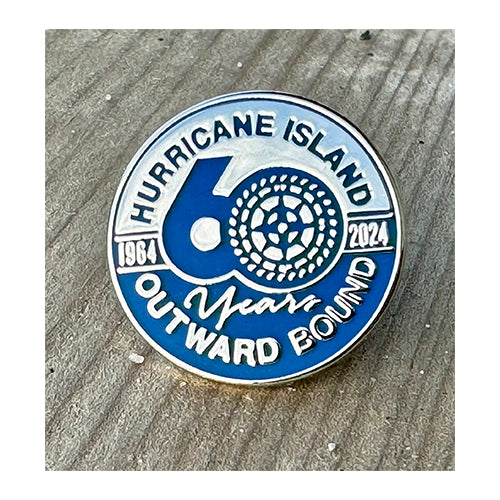 HURRICANE ISLAND
60
1964 2024
Years
OUTWARD BOUND